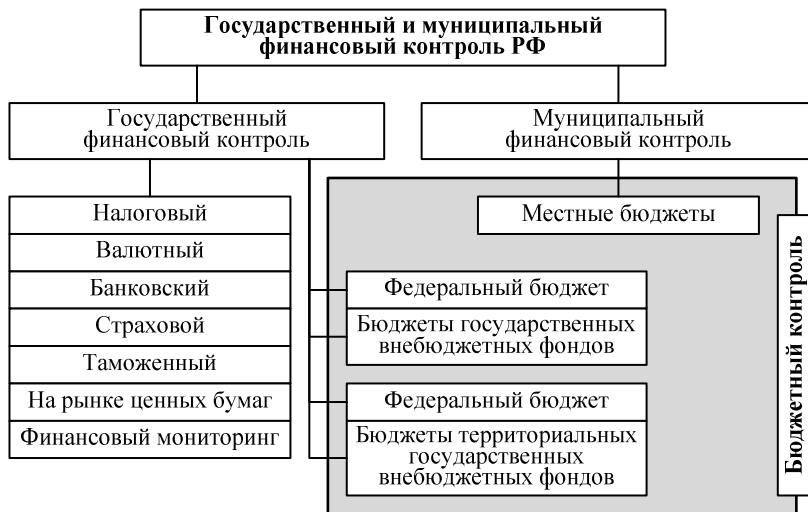 Государственный и муниципальный
финансовый контроль РФ
Государственный
финансовый контроль
Муниципальный
финансовый контроль
Налоговый
Валютный
Банковский
Страховой
Таможенный
На рынке ценных бумаг
Финансовый мониторинг
Местные бюджеты
Федеральный бюджет
Бюджеты государственных
внебюджетных фондов
Федеральный бюджет
Бюджеты территориальных
государственных
внебюджетных фондов
Бюджетный контроль